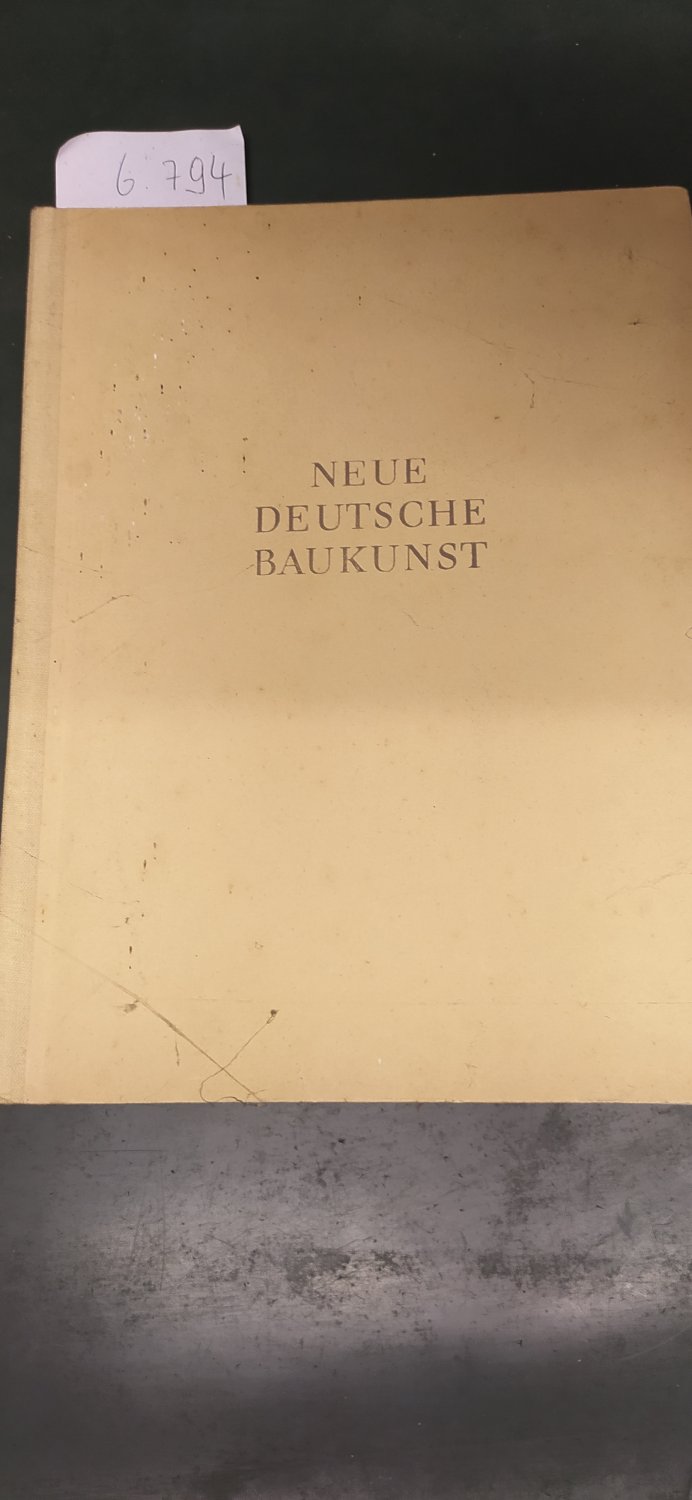 6.794
NEUE
DEUTSCHE
BAUKUNST